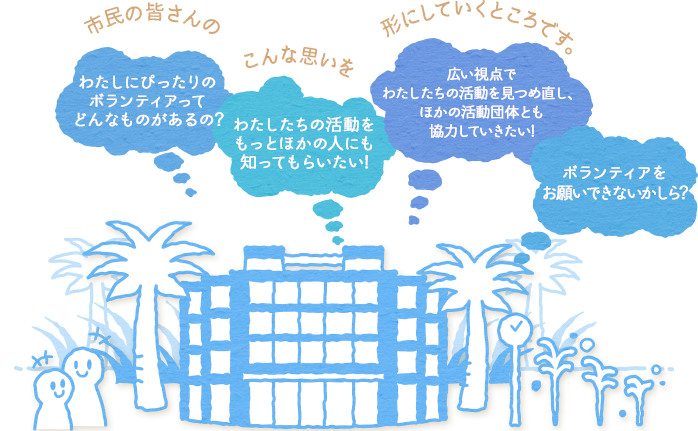 市民の皆さんの
こんな思いを
形にしていくところです。
わたしにぴったりの
ボランティアって
どんなものがあるの?
わたしたちの活動を
もっとほかの人にも
知ってもらいたい!
広い視点で
わたしたちの活動を見つめ直し、
ほかの活動団体とも
協力していきたい!
ボランティアを
お願いできないかしら?